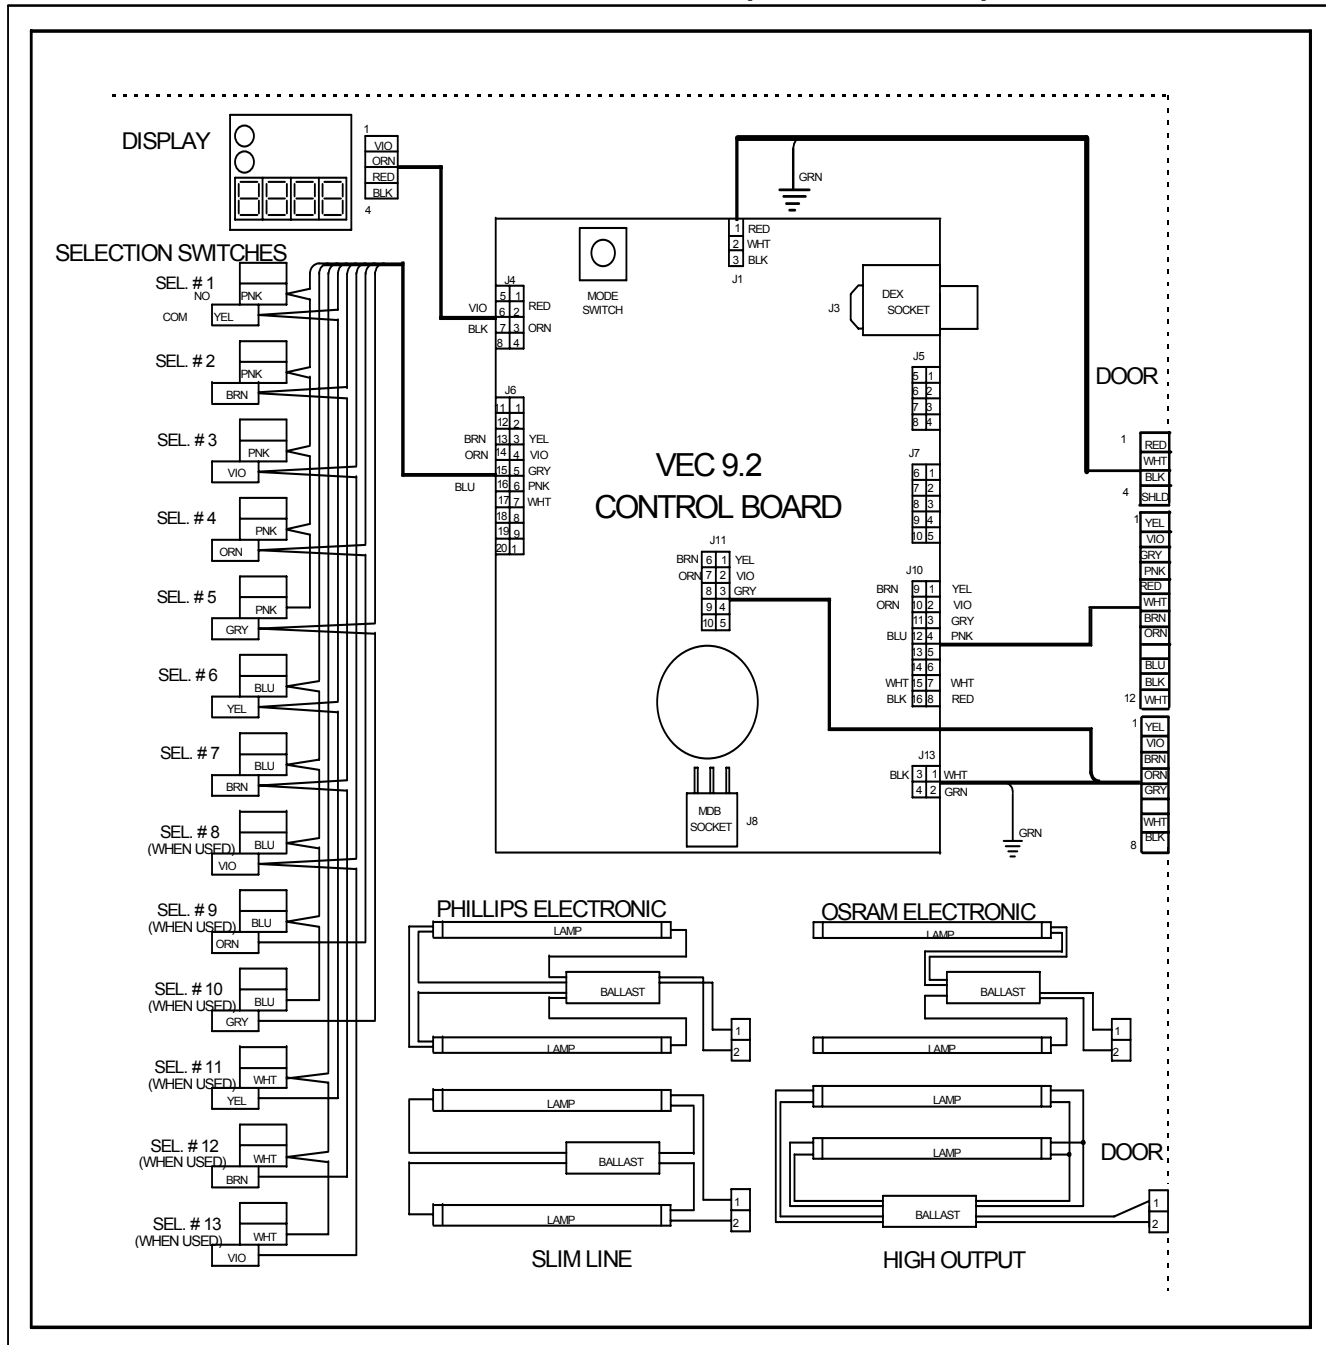 DISPLAY
1
VIO
ORN
RED
BLK
4
SELECTION SWITCHES
SEL. # 1
NO
PNK
COM
YEL
SEL. # 2
PNK
BRN
SEL. # 3
PNK
VIO
SEL. # 4
PNK
ORN
SEL. # 5
PNK
GRY
SEL. # 6
BLU
YEL
SEL. # 7
BLU
BRN
SEL. # 8
(WHEN USED)
BLU
VIO
SEL. # 9
(WHEN USED)
BLU
ORN
SEL. # 10
(WHEN USED)
BLU
GRY
SEL. # 11
(WHEN USED)
WHT
YEL
SEL. # 12
(WHEN USED)
WHT
BRN
SEL. # 13
(WHEN USED)
WHT
VIO
GRN
1 RED
2 WHT
3 BLK
J1
MODE
SWITCH
J4
5 1
VIO 6 2 RED
BLK 7 3 ORN
8 4
J3
DEX
SOCKET
J6
11 1
12 2
BRN 13 3 YEL
ORN 14 4 VIO
15 5 GRY
BLU 16 6 PNK
17 7 WHT
18 8
19 9
20 1
VEC 9.2
CONTROL BOARD
J5
5 1
6 2
7 3
8 4
J7
6 1
7 2
8 3
9 4
10 5
J11
BRN 6 1 YEL
ORN 7 2 VIO
8 3 GRY
9 4
10 5
J10
BRN 9 1 YEL
ORN 10 2 VIO
11 3 GRY
BLU 12 4 PNK
13 5
14 6
WHT 15 7 WHT
BLK 16 8 RED
J13
BLK 3 1 WHT
4 2 GRN
GRN
MDB
SOCKET
J8
DOOR
1 RED
WHT
BLK
4 SHLD
1 YEL
VIO
GRY
PNK
RED
WHT
BRN
ORN
BLU
BLK
12 WHT
1 YEL
VIO
BRN
ORN
GRY
WHT
8 BLK
PHILLIPS ELECTRONIC
LAMP
BALLAST
1
2
LAMP
OSRAM ELECTRONIC
LAMP
BALLAST
1
2
LAMP
LAMP
BALLAST
1
2
LAMP
SLIM LINE
LAMP
LAMP
DOOR
BALLAST
1
2
HIGH OUTPUT